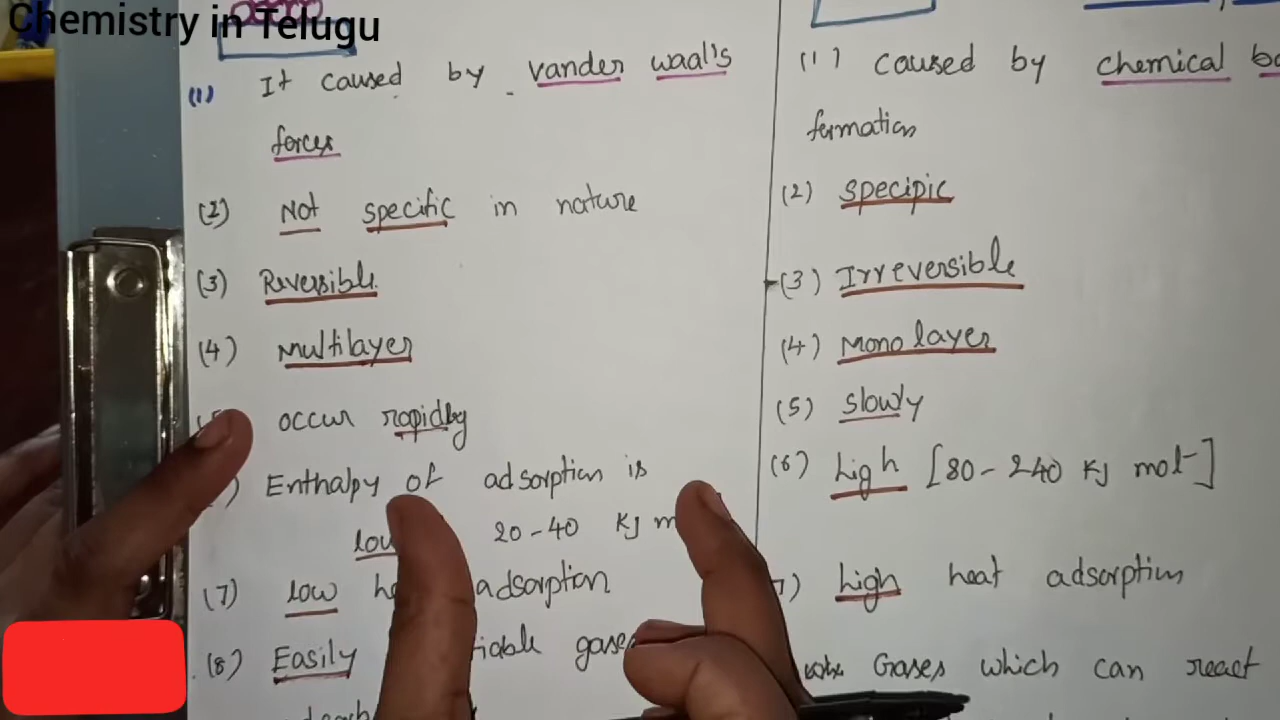 Chemistry in Telugu
(1) It caused by vander waal's
forces
(2) Not specific in nature
(3) Reversible
(4) Multilayer
occur rapidly
Enthalpy of adsorption is
20-40 KJ
(7) low adsorption
(8) Easily gases
(1) caused by chemical
formation
(2) specipic
(3) Irreversible
(4) Mono layer
(5) slowly
(6) high [80-240 KJ mol-]
high heat adsorption
Gases which can react